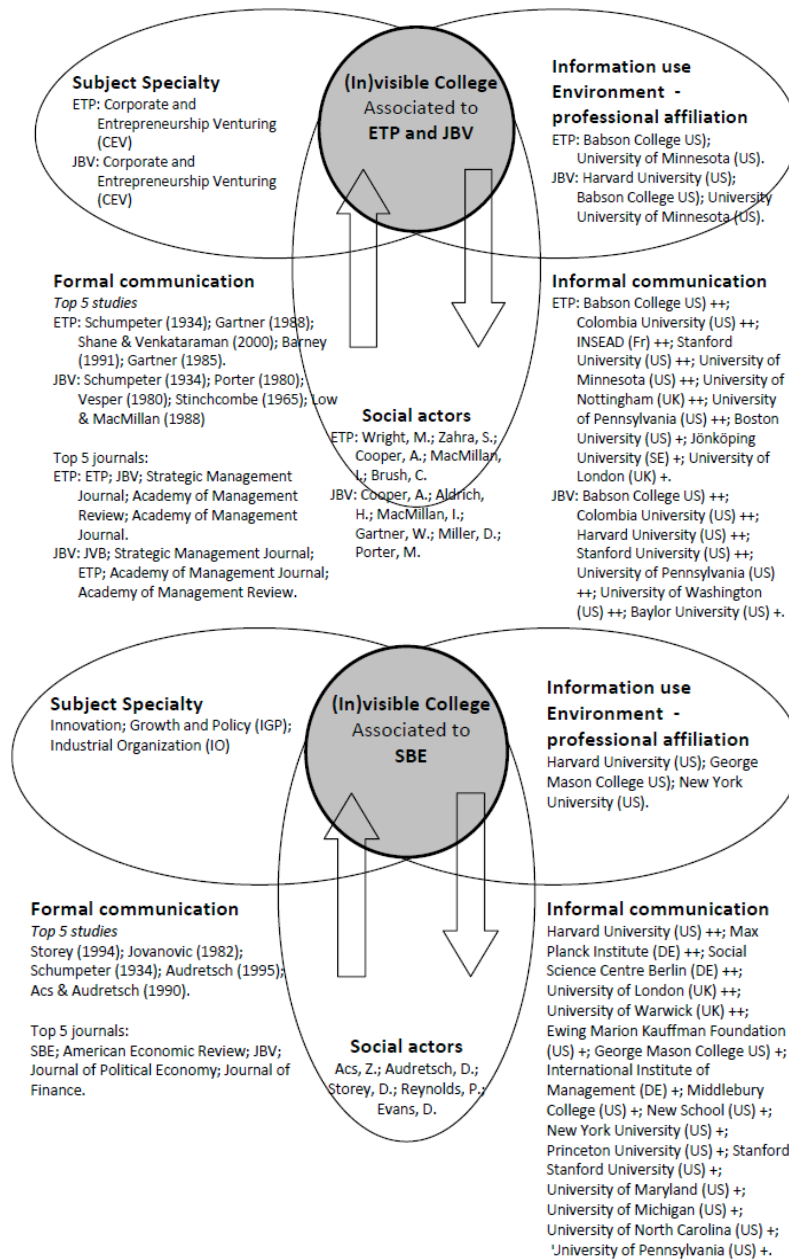 Subject Specialty
ETP: Corporate and
Entrepreneurship Venturing
(CEV)
JBV: Corporate and
Entrepreneurship Venturing
(CEV)
(In)visible College
Associated to
ETP and JBV
Information use
Environment -
professional affiliation
ETP: Babson College US);
University of Minnesota (US).
JBV: Harvard University (US);
Babson College US); University
University of Minnesota (US).
Formal communication
Top 5 studies
ETP: Schumpeter (1934); Gartner (1988);
Shane & Venkataraman (2000); Barney
(1991); Gartner (1985).
JBV: Schumpeter (1934); Porter (1980);
Vesper (1980); Stinchcombe (1965); Low
& MacMillan (1988)
Top 5 journals:
ETP: ETP; JBV; Strategic Management
Journal; Academy of Management
Review; Academy of Management
Journal.
JBV: JVB; Strategic Management Journal;
ETP; Academy of Management Journal;
Academy of Management Review.
Social actors
ETP: Wright, M.; Zahra, S.;
Cooper, A.; MacMillan,
I.; Brush, C.
JBV: Cooper, A.; Aldrich,
H.; MacMillan, I.;
Gartner, W.; Miller, D.;
Porter, M.
Informal communication
ETP: Babson College US) ++;
Colombia University (US) ++;
INSEAD (Fr) ++; Stanford
University (US) ++; University of
Minnesota (US) ++; University of
Nottingham (UK) ++; University
of Pennsylvania (US) ++; Boston
University (US) +; Jönköping
University (SE) +; University of
London (UK) +.
JBV: Babson College US) ++;
Colombia University (US) ++;
Harvard University (US) ++;
Stanford University (US) ++;
University of Pennsylvania (US)
++; University of Washington
(US) ++; Baylor University (US) +.
Subject Specialty
Innovation; Growth and Policy (IGP);
Industrial Organization (IO)
(In)visible College
Associated to
SBE
Information use
Environment -
professional affiliation
Harvard University (US); George
Mason College US); New York
University (US).
Formal communication
Top 5 studies
Storey (1994); Jovanovic (1982);
Schumpeter (1934); Audretsch (1995);
Acs & Audretsch (1990).
Top 5 journals:
SBE; American Economic Review; JBV;
Journal of Political Economy; Journal of
Finance.
Social actors
Acs, Z.; Audretsch, D.;
Storey, D.; Reynolds, P.;
Evans, D.
Informal communication
Harvard University (US) ++; Max
Planck Institute (DE) ++; Social
Science Centre Berlin (DE) ++;
University of London (UK) ++;
University of Warwick (UK) ++;
Ewing Marion Kauffman Foundation
(US) +; George Mason College US) +;
International Institute of
Management (DE) +; Middlebury
College (US) +; New School (US) +;
New York University (US) +;
Princeton University (US) +; Stanford
Stanford University (US) +;
University of Maryland (US) +;
University of Michigan (US) +;
University of North Carolina (US) +;
University of Pennsylvania (US) +.